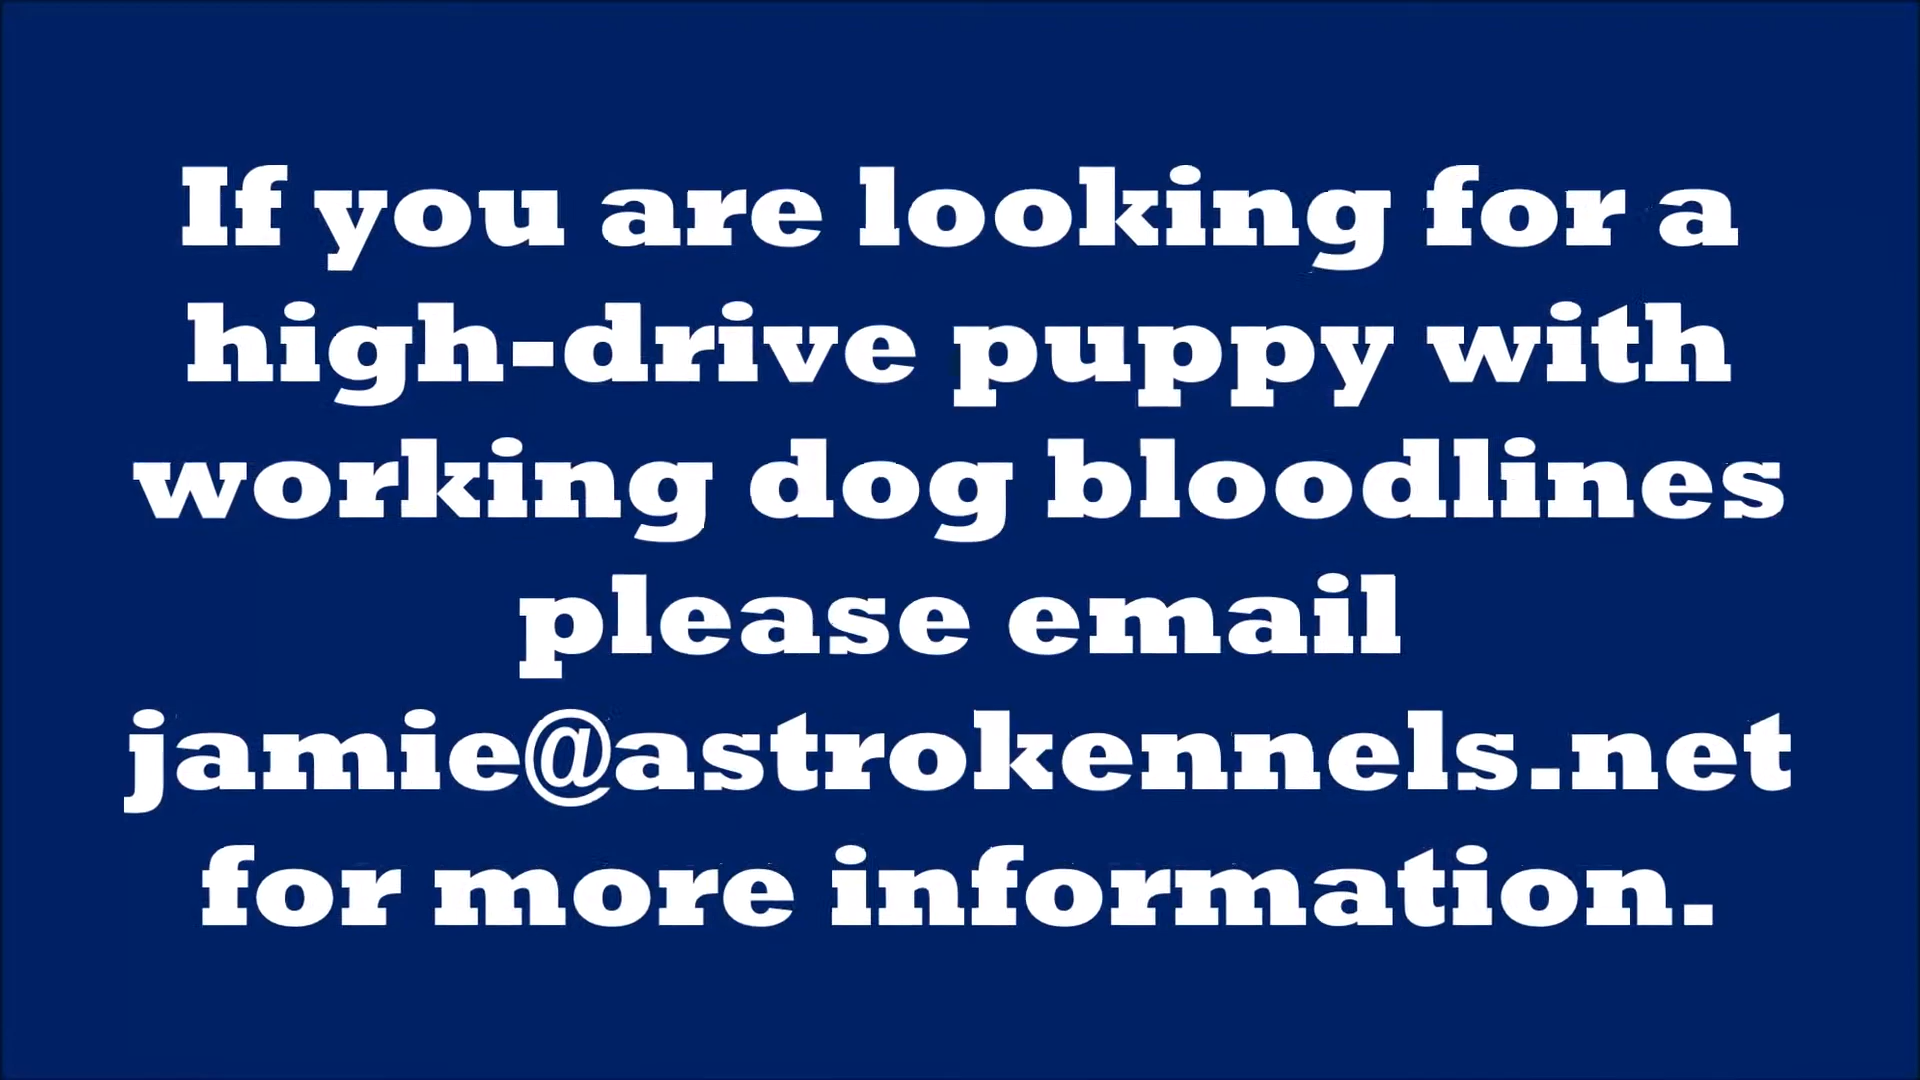 If you are looking for a
high-drive puppy with
working dog bloodlines
please email
jamie@astrokennels.net
for more information.